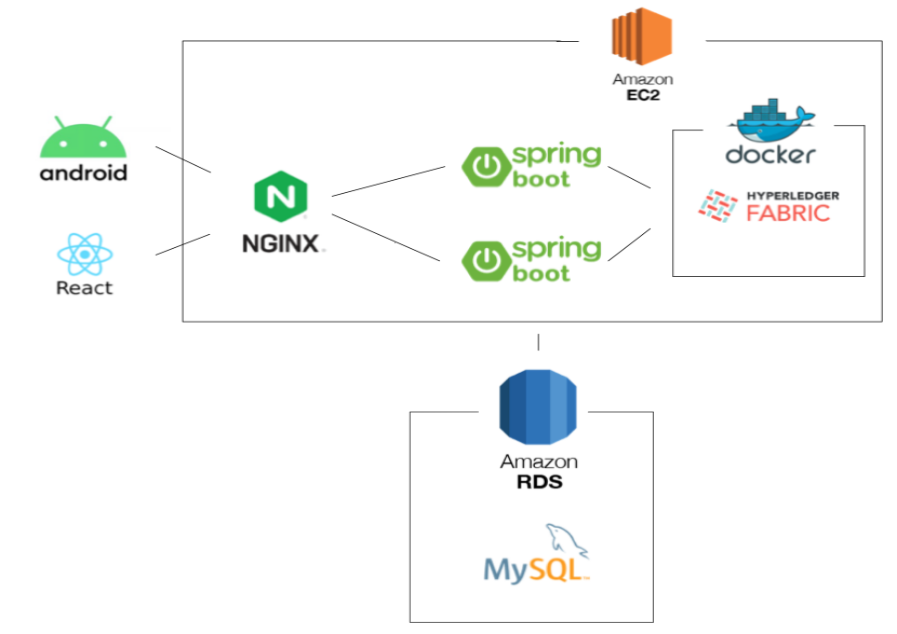 Amazon
EC2
android
React
N
NGINX
spring
boot
spring
boot
docker
HYPERLEDGER
FABRIC
Amazon
RDS
MySQL